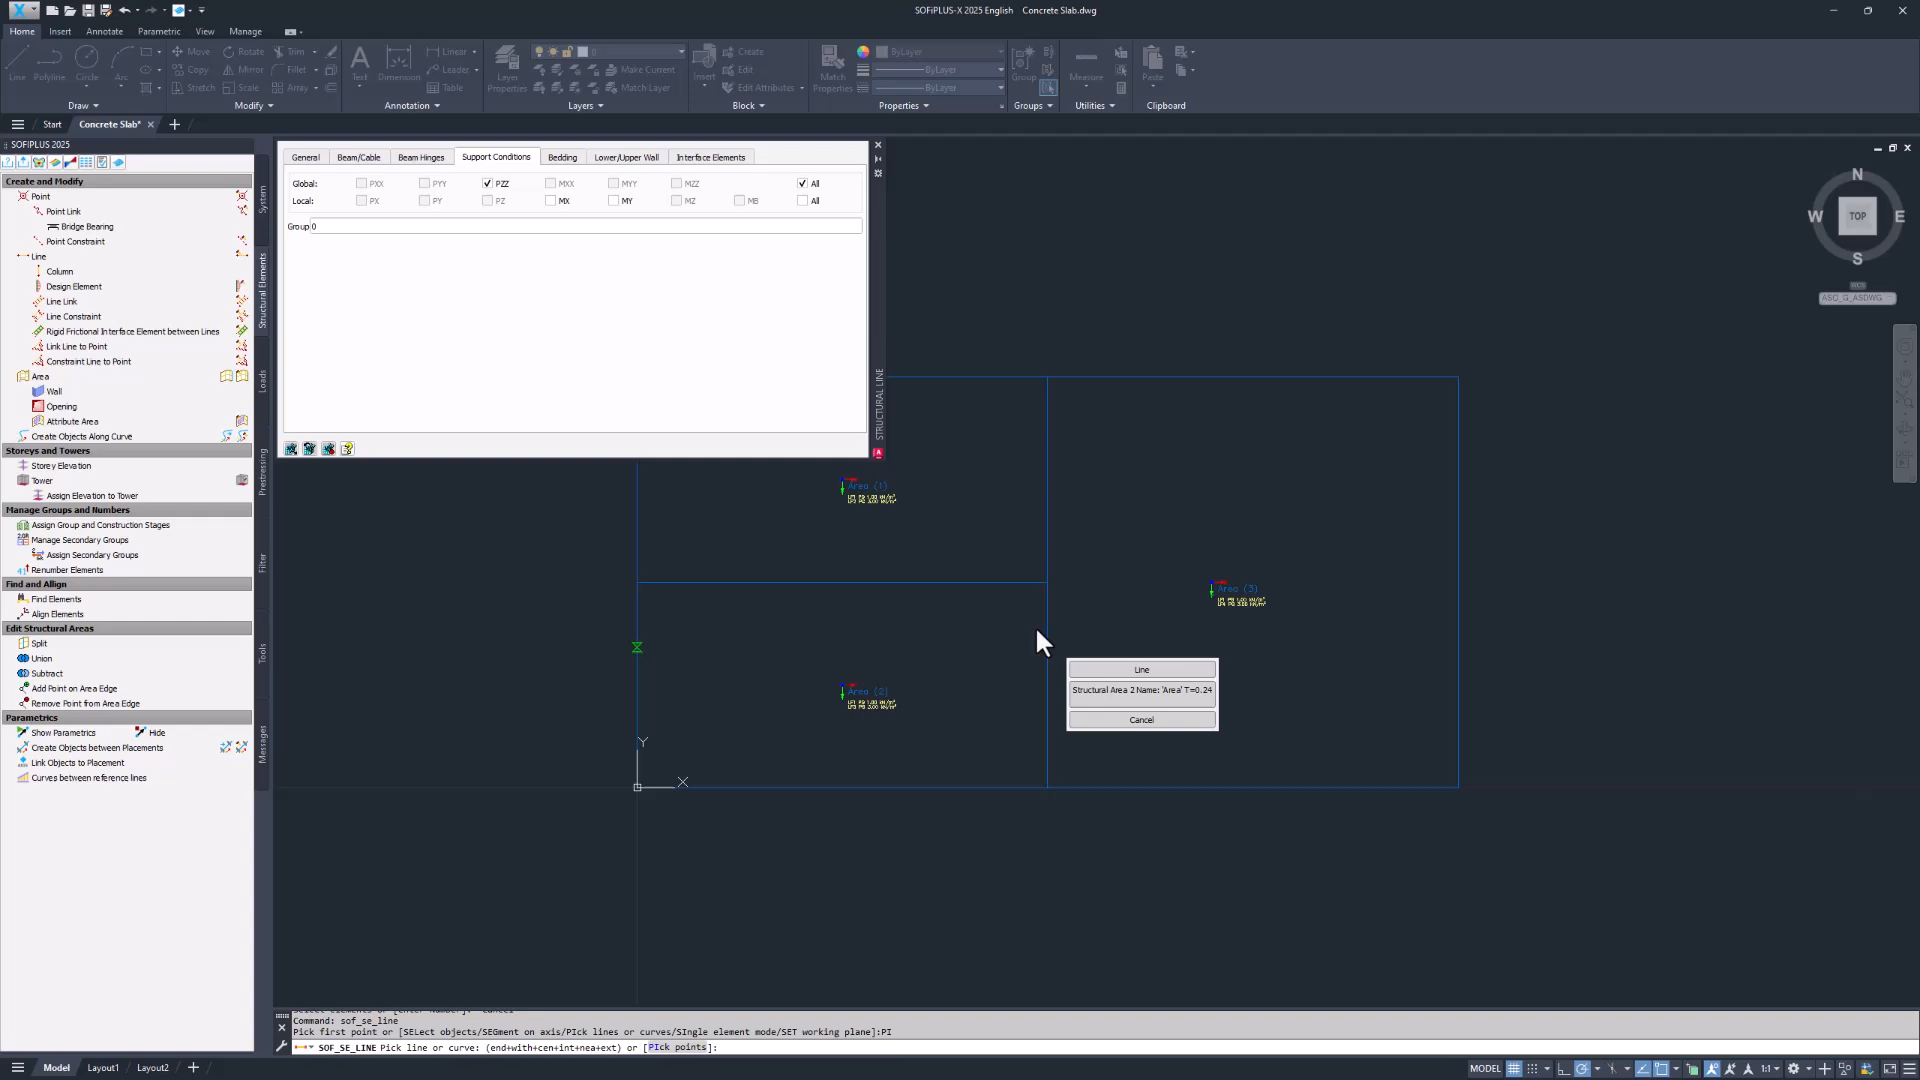 SOFiPLUS-X 2025 English Concrete Slab.dwg
Home Insert Annotate Parametric View Manage
Line Polyline Circle Arc
Move Rotate Trim
Copy Mirror Fillet
Stretch Scale Array
Text Dimension Linear
Leader
Table
Layer Properties 0
Make Current
Match Layer
Insert Create
Edit
Edit Attributes
Match Properties ByLayer
ByLayer
ByLayer
Group Measure Paste
Draw Modify Annotation Layers Block Properties Groups Utilities Clipboard
Start Concrete Slab*
SOFIPLUS 2025
Create and Modify
Point
Point Link
Bridge Bearing
Point Constraint
Line
Column
Design Element
Line Link
Line Constraint
Rigid Frictional Interface Element between Lines
Link Line to Point
Constraint Line to Point
Area
Wall
Opening
Attribute Area
Create Objects Along Curve
Storeys and Towers
Storey Elevation
Tower
Assign Elevation to Tower
Manage Groups and Numbers
Assign Group and Construction Stages
Manage Secondary Groups
Assign Secondary Groups
Renumber Elements
Find and Allign
Find Elements
Align Elements
Edit Structural Areas
Split
Union
Subtract
Add Point on Area Edge
Remove Point from Area Edge
Parametrics
Show Parametrics Hide
Create Objects between Placements
Link Objects to Placement
Curves between reference lines
System
Structural Elements
Loads
Prestressing
Filter
Tools
Messages
General Beam/Cable Beam Hinges Support Conditions Bedding Lower/Upper Wall Interface Elements
Global: PXX PYY PZZ MXX MYY MZZ All
Local: PX PY PZ MX MY MZ MB All
Group 0
STRUCTURAL LINE
N
W TOP E
S
WCS
ASO_G_ASDWG
Area (1)
Area (3)
Area (2)
Y
X
Line
Structural Area 2 Name: 'Area' T=0.24
Cancel
Command: sof_se_line
Pick first point or [SELect objects/SEGment on axis/PIck lines or curves/SIngle element mode/SET working plane]:PI
SOF_SE_LINE Pick line or curve: (end+with+cen+int+nea+ext) or [PIck points]:
Model Layout1 Layout2
MODEL 1:1